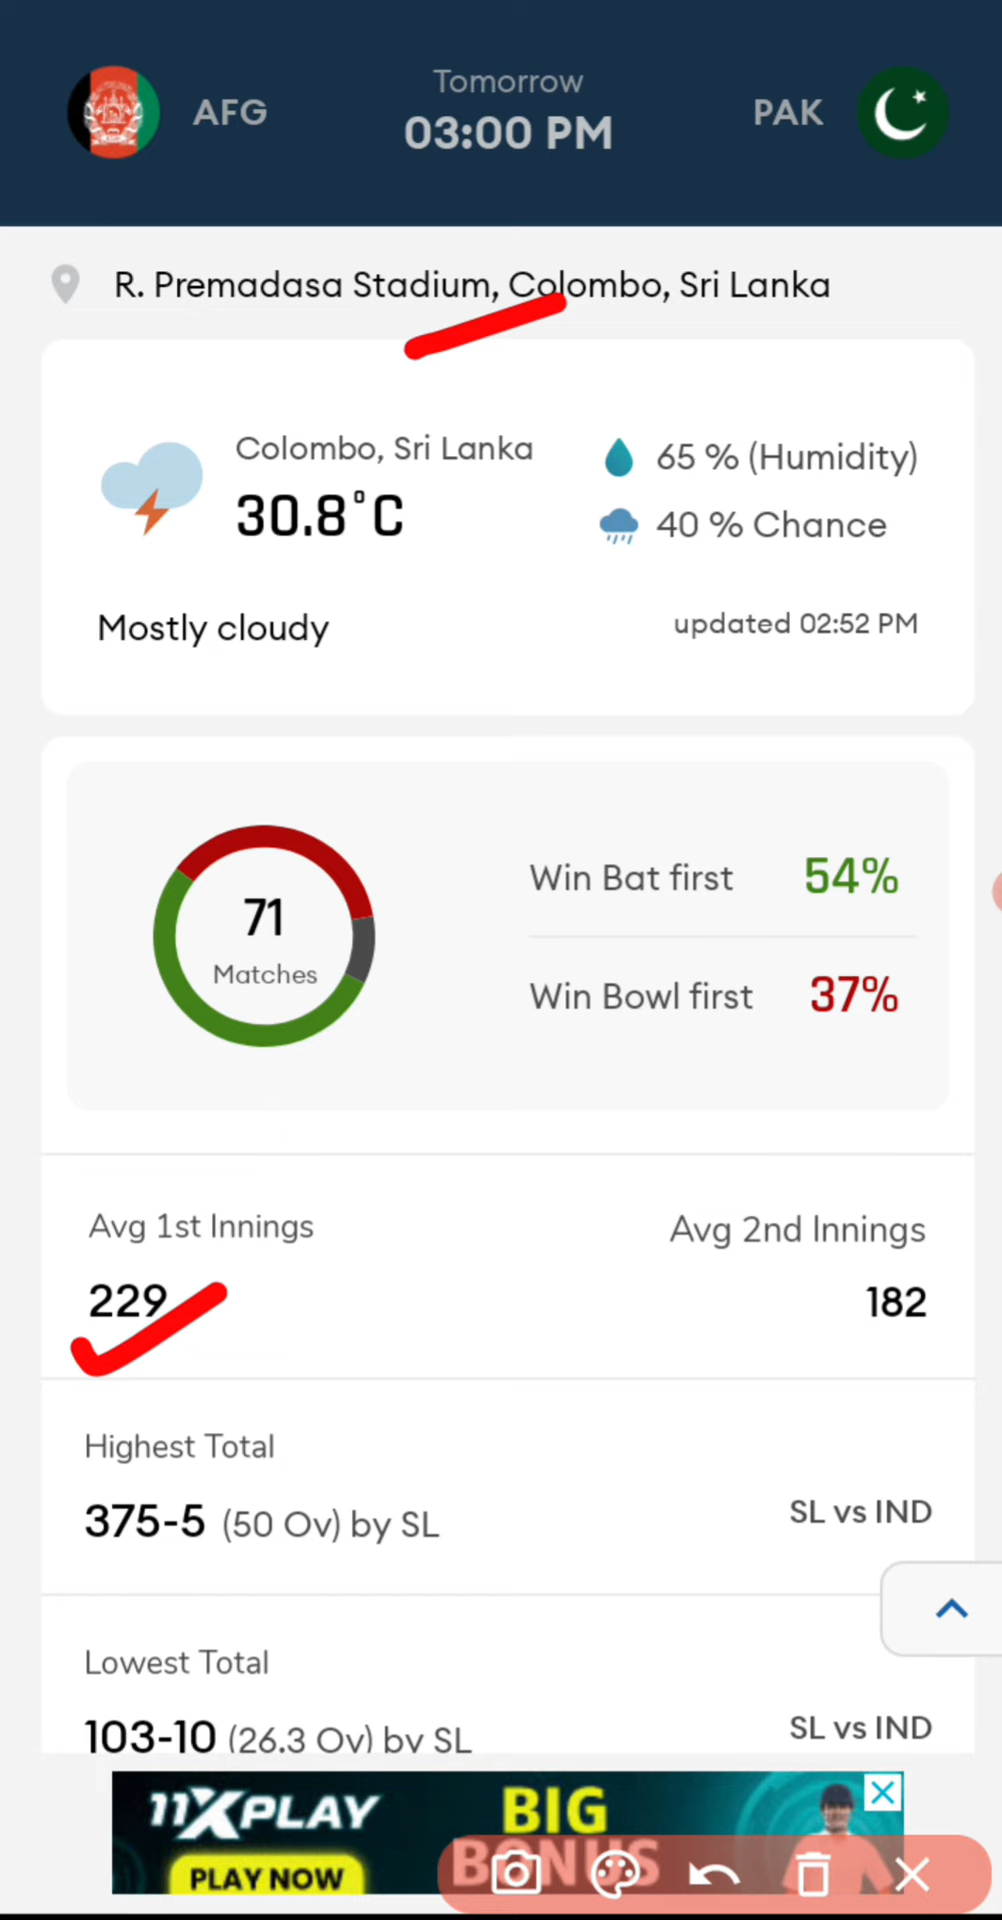 AFG
Tomorrow
03:00 PM
PAK
R. Premadasa Stadium, Colombo, Sri Lanka
Colombo, Sri Lanka
30.8°C
65 % (Humidity)
40 % Chance
Mostly cloudy
updated 02:52 PM
71
Matches
Win Bat first 54%
Win Bowl first 37%
Avg 1st Innings
229
Avg 2nd Innings
182
Highest Total
375-5 (50 Ov) by SL
SL vs IND
Lowest Total
103-10 (26.3 Ov) by SL
SL vs IND
11XPLAY
PLAY NOW
BIG
BONUS